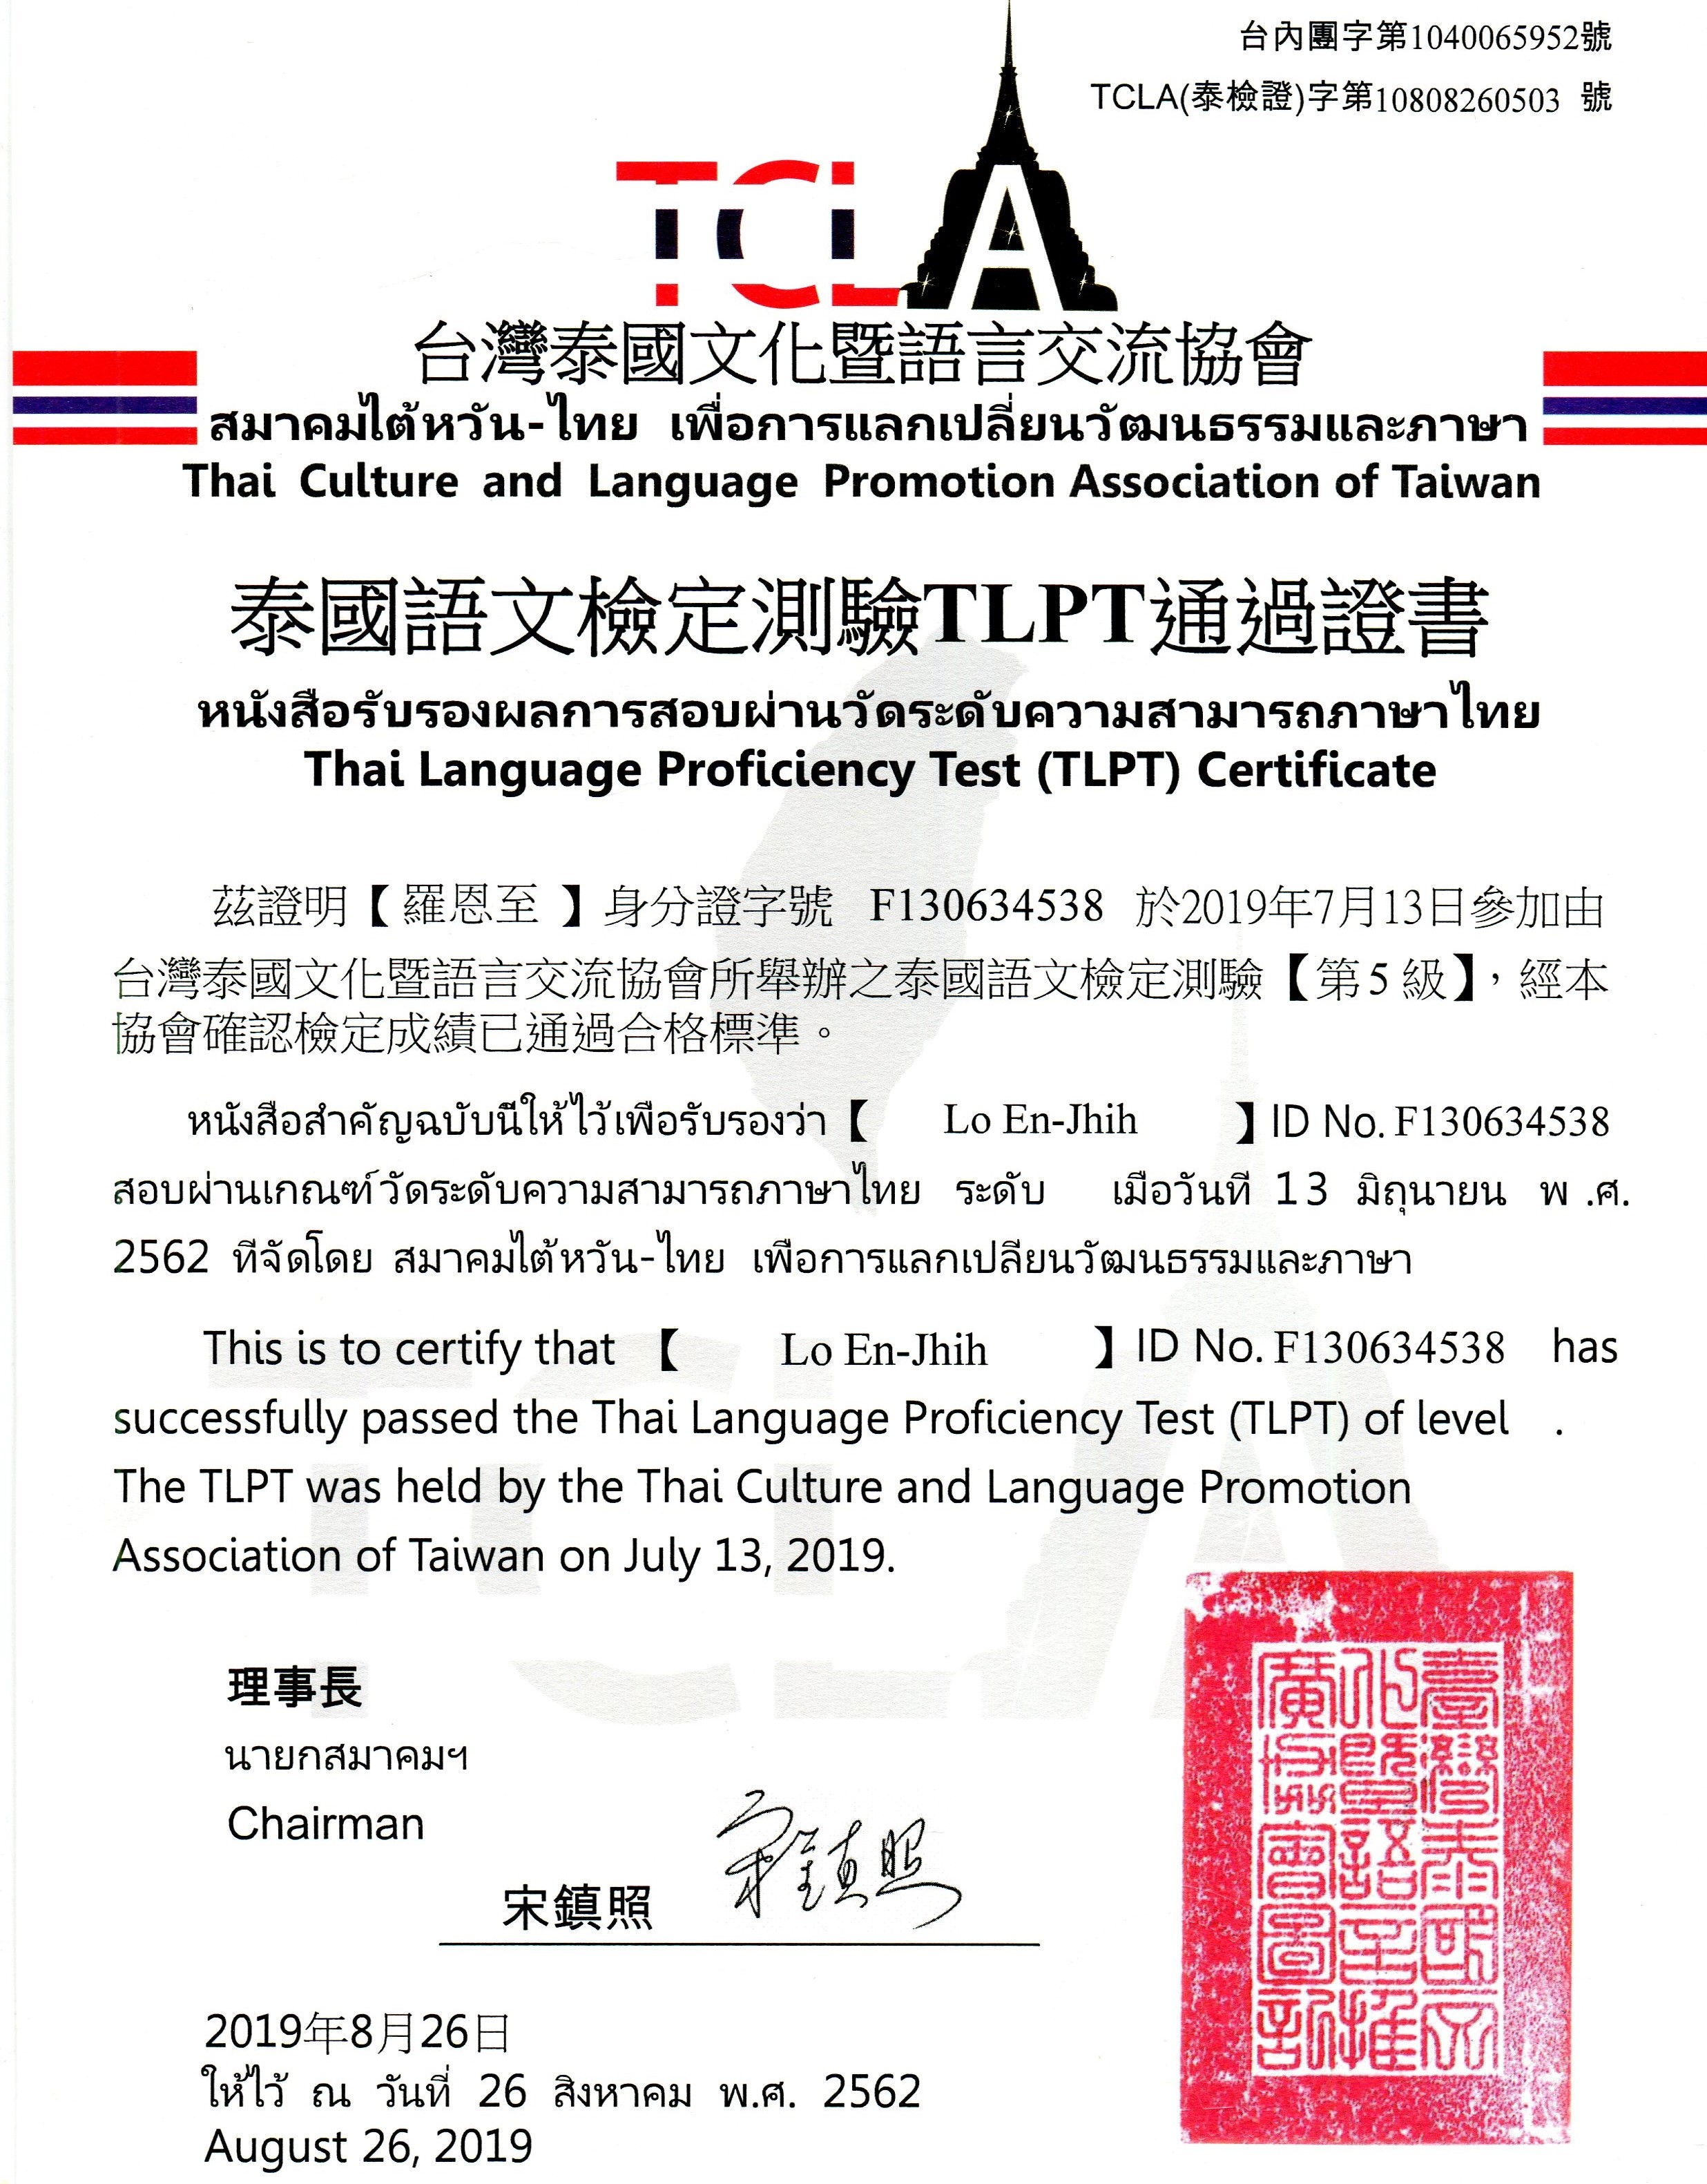 台內團字第1040065952號
TCLA(泰檢證)字第10808260503 號
TCLA
台灣泰國文化暨語言交流協會
สมาคมไต้หวัน-ไทย เพื่อการแลกเปลี่ยนวัฒนธรรมและภาษา
Thai Culture and Language Promotion Association of Taiwan
泰國語文檢定測驗TLPT通過證書
หนังสือรับรองผลการสอบผ่านวัดระดับความสามารถภาษาไทย
Thai Language Proficiency Test (TLPT) Certificate
茲證明【 羅恩至 】身分證字號 F130634538 於2019年7月13日參加由
台灣泰國文化暨語言交流協會所舉辦之泰國語文檢定測驗【第 5 級】，經本
協會確認檢定成績已通過合格標準。
หนังสือสำคัญฉบับนี้ให้ไว้เพื่อรับรองว่า【 Lo En-Jhih 】ID No. F130634538
สอบผ่านเกณฑ์วัดระดับความสามารถภาษาไทย ระดับ เมื่อวันที่ 13 มิถุนายน พ .ศ.
2562 ที่จัดโดย สมาคมไต้หวัน-ไทย เพื่อการแลกเปลี่ยนวัฒนธรรมและภาษา
This is to certify that 【 Lo En-Jhih 】ID No. F130634538 has
successfully passed the Thai Language Proficiency Test (TLPT) of level .
The TLPT was held by the Thai Culture and Language Promotion
Association of Taiwan on July 13, 2019.
理事長
นายกสมาคมฯ
Chairman
宋鎮照 宋鎮照
臺灣泰國文
化暨語言推
廣協會圖記
2019年8月26日
ให้ไว้ ณ วันที่ 26 สิงหาคม พ.ศ. 2562
August 26, 2019